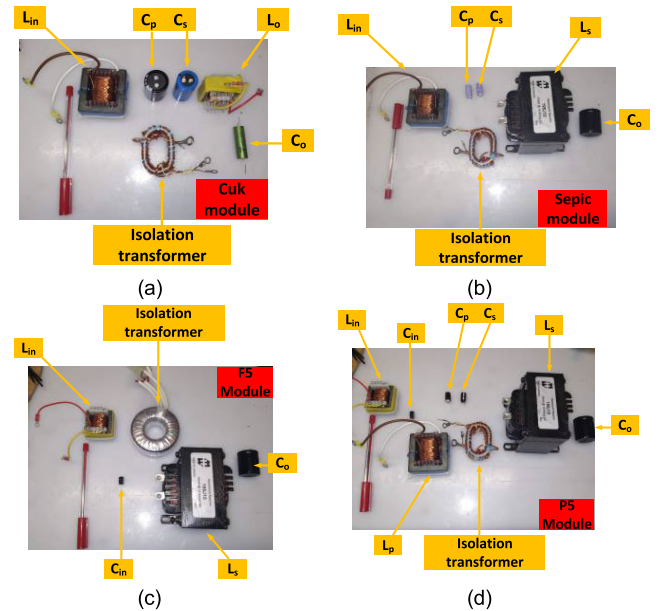 Lin Cp Cs Lo
Co
Cuk
module
Isolation
transformer
(a)
Lin Cp Cs Ls
Co
Sepic
module
Isolation
transformer
(b)
Isolation
transformer
Lin
F5
Module
Co
Cin
Ls
(c)
Lin Cin Cp Cs Ls
Co
P5
Module
Lp
Isolation
transformer
(d)